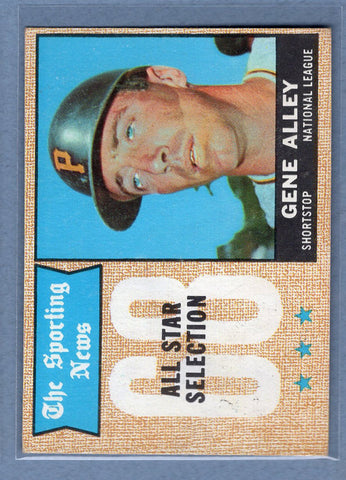 The Sporting
News
68
ALL STAR
SELECTION
P
GENE ALLEY
SHORTSTOP NATIONAL LEAGUE